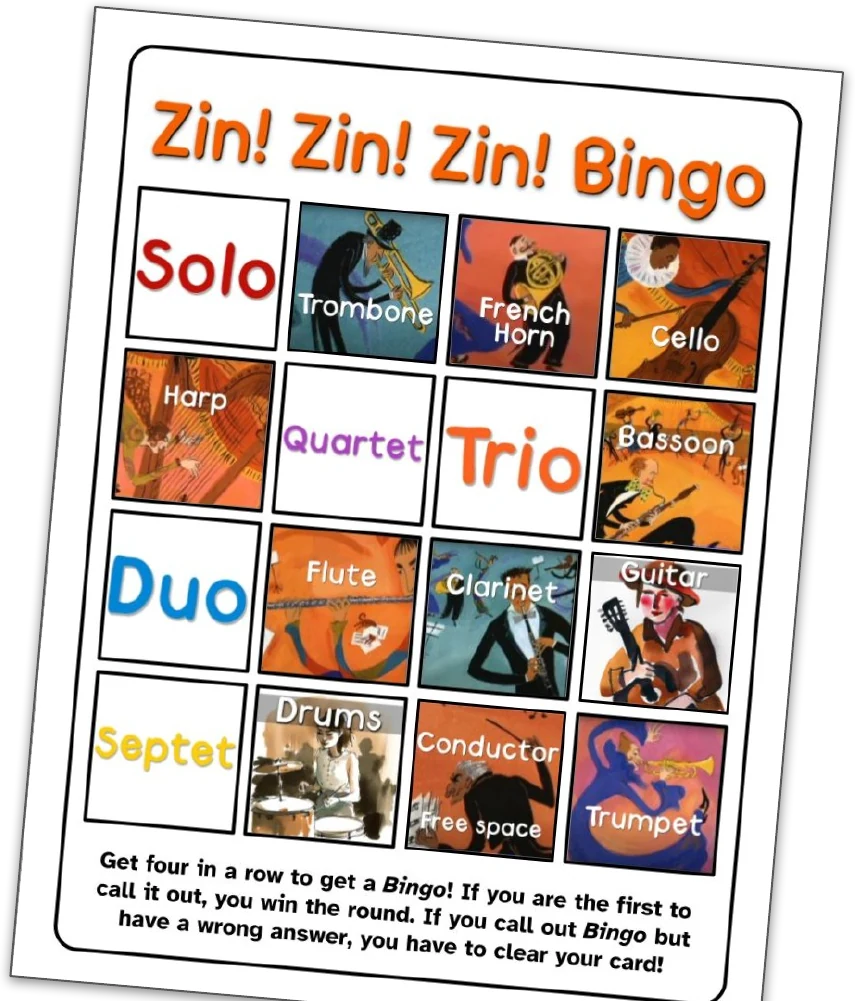 Zin! Zin! Zin! Bingo
Solo
Trombone
French
Horn
Cello
Harp
Quartet
Trio
Bassoon
Duo
Flute
Clarinet
Guitar
Septet
Drums
Conductor
Free space
Trumpet
Get four in a row to get a Bingo! If you are the first to
call it out, you win the round. If you call out Bingo but
have a wrong answer, you have to clear your card!